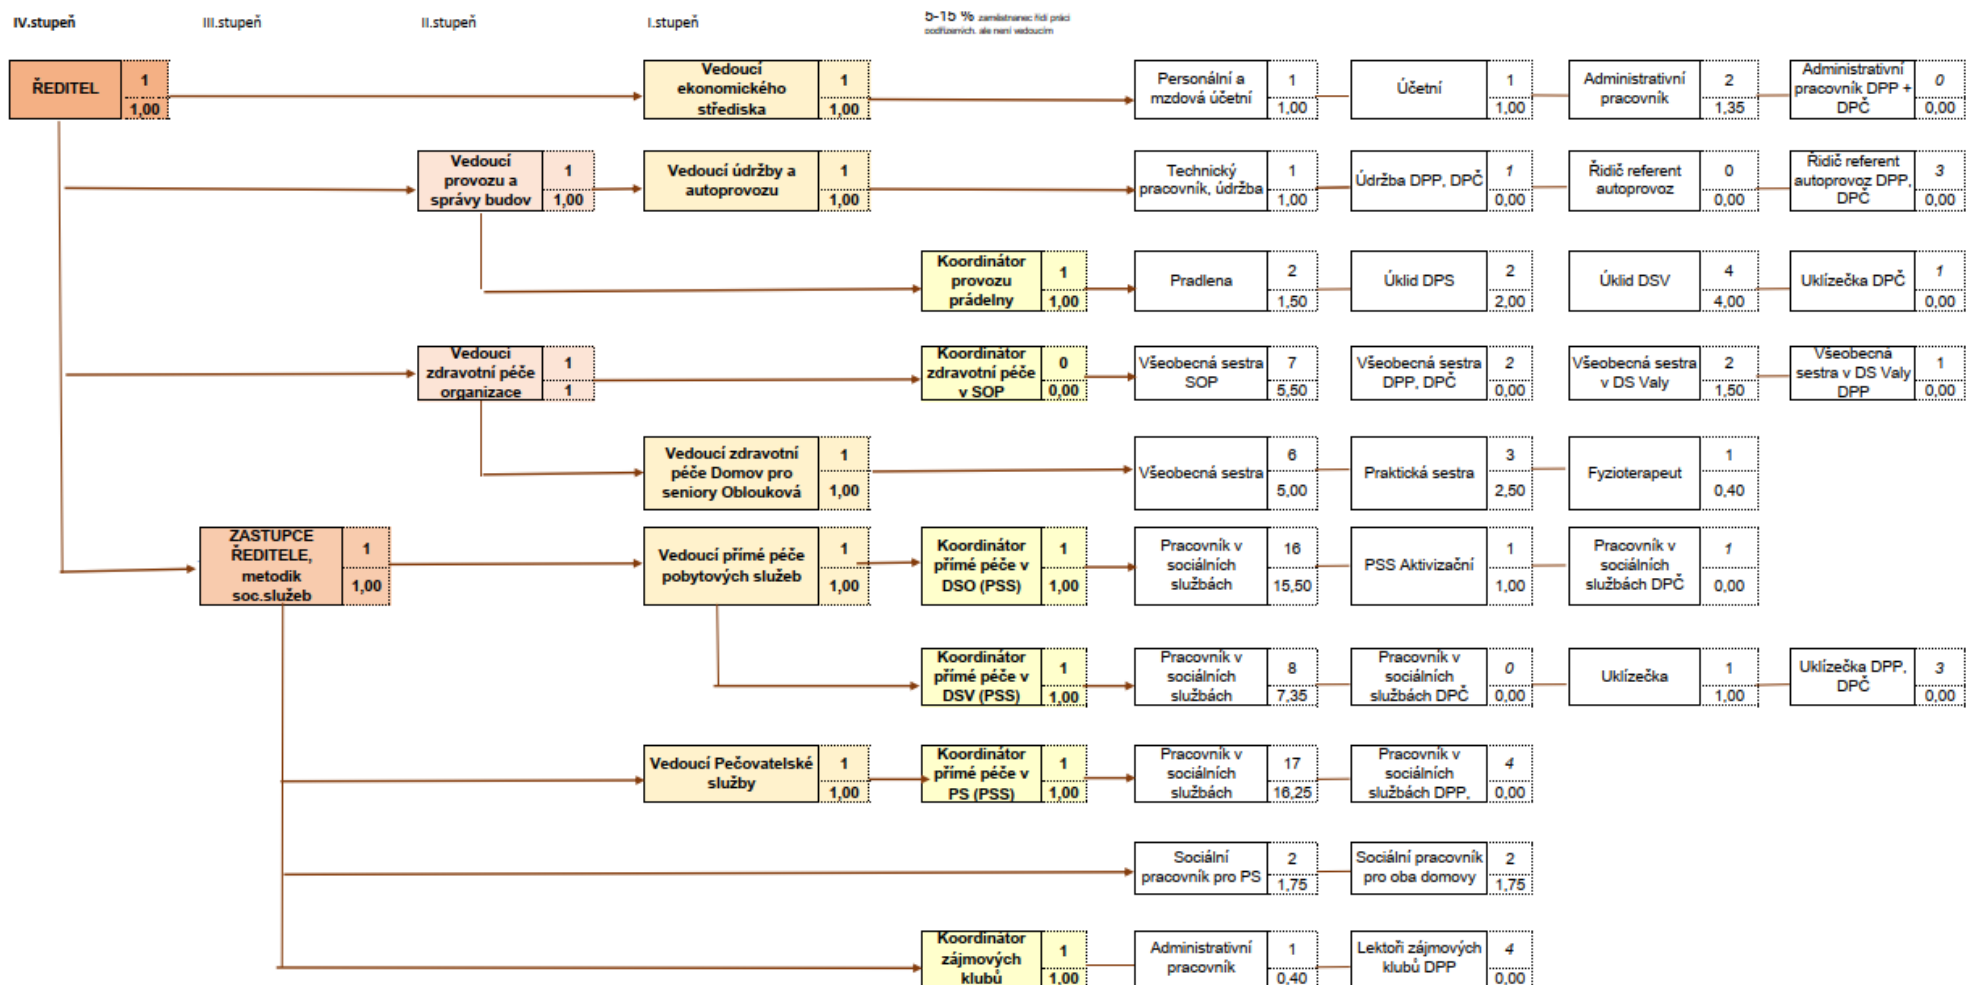 IV.stupeň
III.stupeň
II.stupeň
I.stupeň
5-15 % zaměstnanec řídí práci
podřízených, ale není vedoucím
ŘEDITEL
1
1,00
Vedoucí
ekonomického
střediska
1
1,00
Personální a
mzdová účetní
1
1,00
Účetní
1
1,00
Administrativní
pracovník
2
1,35
Administrativní
pracovník DPP +
DPČ
0
0,00
Vedoucí
provozu a
správy budov
1
1,00
Vedoucí údržby a
autoprovozu
1
1,00
Technický
pracovník, údržba
1
1,00
Údržba DPP, DPČ
1
0,00
Řidič referent
autoprovoz
0
0,00
Řidič referent
autoprovoz DPP,
DPČ
3
0,00
Koordinátor
provozu
prádelny
1
1,00
Pradlena
2
1,50
Úklid DPS
2
2,00
Úklid DSV
4
4,00
Uklízečka DPČ
1
0,00
Vedoucí
zdravotní péče
organizace
1
1
Koordinátor
zdravotní péče
v SOP
0
0,00
Všeobecná sestra
SOP
7
5,50
Všeobecná sestra
DPP, DPČ
2
0,00
Všeobecná sestra
v DS Valy
2
1,50
Všeobecná
sestra v DS Valy
DPP
1
0,00
Vedoucí zdravotní
péče Domov pro
seniory Oblouková
1
1,00
Všeobecná sestra
6
5,00
Praktická sestra
3
2,50
Fyzioterapeut
1
0,40
ZÁSTUPCE
ŘEDITELE,
metodik
soc.služeb
1
1,00
Vedoucí přímé péče
pobytových služeb
1
1,00
Koordinátor
přímé péče v
DSO (PSS)
1
1,00
Pracovník v
sociálních
službách
16
15,50
PSS Aktivizační
1
1,00
Pracovník v
sociálních
službách DPČ
1
0,00
Koordinátor
přímé péče v
DSV (PSS)
1
1,00
Pracovník v
sociálních
službách
8
7,35
Pracovník v
sociálních
službách DPČ
0
0,00
Uklízečka
1
1,00
Uklízečka DPP,
DPČ
3
0,00
Vedoucí Pečovatelské
služby
1
1,00
Koordinátor
přímé péče v
PS (PSS)
1
1,00
Pracovník v
sociálních
službách
17
16,25
Pracovník v
sociálních
službách DPP,
4
0,00
Sociální
pracovník pro PS
2
1,75
Sociální pracovník
pro oba domovy
2
1,75
Koordinátor
zájmových
klubů
1
1,00
Administrativní
pracovník
1
0,40
Lektoři zájmových
klubů DPP
4
0,00